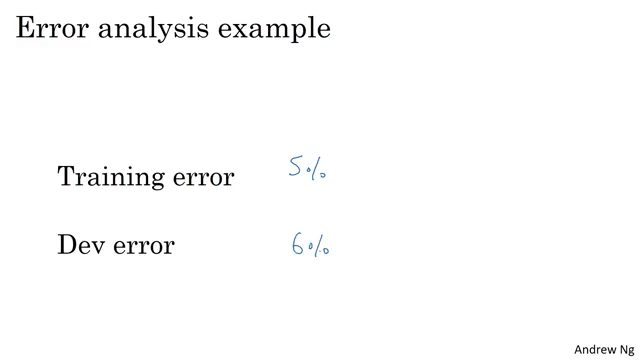 Error analysis example
Training error 5%
Dev error 6%
Andrew Ng